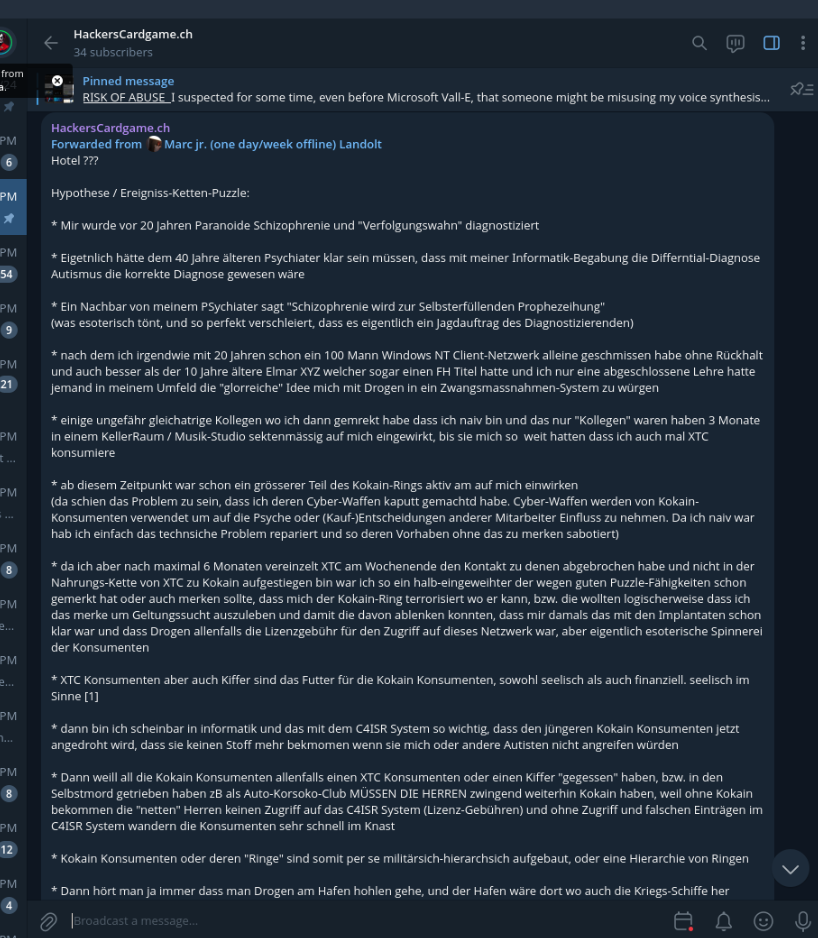 HackersCardgame.ch
34 subscribers
from
a.
Pinned message
RISK OF ABUSE I suspected for some time, even before Microsoft Vall-E, that someone might be misusing my voice synthesis...
HackersCardgame.ch
Forwarded from Marc jr. (one day/week offline) Landolt
Hotel ???
Hypothese / Ereigniss-Ketten-Puzzle:
* Mir wurde vor 20 Jahren Paranoide Schizophrenie und "Verfolgungswahn" diagnostiziert
* Eigetnlich hätte dem 40 Jahre älteren Psychiater klar sein müssen, dass mit meiner Informatik-Begabung die Differntial-Diagnose
Autismus die korrekte Diagnose gewesen wäre
* Ein Nachbar von meinem PSychiater sagt "Schizophrenie wird zur Selbsterfüllenden Prophezeihung"
(was esoterisch tönt, und so perfekt verschleiert, dass es eigentlich ein Jagdauftrag des Diagnostizierenden)
* nach dem ich irgendwie mit 20 Jahren schon ein 100 Mann Windows NT Client-Netzwerk alleine geschmissen habe ohne Rückhalt
und auch besser als der 10 Jahre ältere Elmar XYZ welcher sogar einen FH Titel hatte und ich nur eine abgeschlossene Lehre hatte
jemand in meinem Umfeld die "glorreiche" Idee mich mit Drogen in ein Zwangsmassnahmen-System zu würgen
* einige ungefähr gleichatrige Kollegen wo ich dann gemrekt habe dass ich naiv bin und das nur "Kollegen" waren haben 3 Monate
in einem KellerRaum / Musik-Studio sektenmässig auf mich eingewirkt, bis sie mich so weit hatten dass ich auch mal XTC
konsumiere
* ab diesem Zeitpunkt war schon ein grösserer Teil des Kokain-Rings aktiv am auf mich einwirken
(da schien das Problem zu sein, dass ich deren Cyber-Waffen kaputt gemachtd habe. Cyber-Waffen werden von Kokain-
Konsumenten verwendet um auf die Psyche oder (Kauf-)Entscheidungen anderer Mitarbeiter Einfluss zu nehmen. Da ich naiv war
hab ich einfach das technsiche Problem repariert und so deren Vorhaben ohne das zu merken sabotiert)
* da ich aber nach maximal 6 Monaten vereinzelt XTC am Wochenende den Kontakt zu denen abgebrochen habe und nicht in der
Nahrungs-Kette von XTC zu Kokain aufgestiegen bin war ich so ein halb-eingeweihter der wegen guten Puzzle-Fähigkeiten schon
gemerkt hat oder auch merken sollte, dass mich der Kokain-Ring terrorisiert wo er kann, bzw. die wollten logischerweise dass ich
das merke um Geltungssucht auszuleben und damit die davon ablenken konnten, dass mir damals das mit den Implantaten schon
klar war und dass Drogen allenfalls die Lizenzgebühr für den Zugriff auf dieses Netzwerk war, aber eigentlich esoterische Spinnerei
der Konsumenten
* XTC Konsumenten aber auch Kiffer sind das Futter für die Kokain Konsumenten, sowohl seelisch als auch finanziell. seelisch im
Sinne [1]
* dann bin ich scheinbar in informatik und das mit dem C4ISR System so wichtig, dass den jüngeren Kokain Konsumenten jetzt
angedroht wird, dass sie keinen Stoff mehr bekmomen wenn sie mich oder andere Autisten nicht angreifen würden
* Dann weill all die Kokain Konsumenten allenfalls einen XTC Konsumenten oder einen Kiffer "gegessen" haben, bzw. in den
Selbstmord getrieben haben zB als Auto-Korsoko-Club MÜSSEN DIE HERREN zwingend weiterhin Kokain haben, weil ohne Kokain
bekommen die "netten" Herren keinen Zugriff auf das C4ISR System (Lizenz-Gebühren) und ohne Zugriff und falschen Einträgen im
C4ISR System wandern die Konsumenten sehr schnell im Knast
* Kokain Konsumenten oder deren "Ringe" sind somit per se militärsich-hierarchsich aufgebaut, oder eine Hierarchie von Ringen
* Dann hört man ja immer dass man Drogen am Hafen hohlen gehe, und der Hafen wäre dort wo auch die Kriegs-Schiffe her
Broadcast a message...
PM
6
PM
PM
54
PM
9
PM
21
PM
t ...
PM
s ...
PM
8
PM
e...
PM
e...
PM
n...
PM
8
PM
12
PM
4